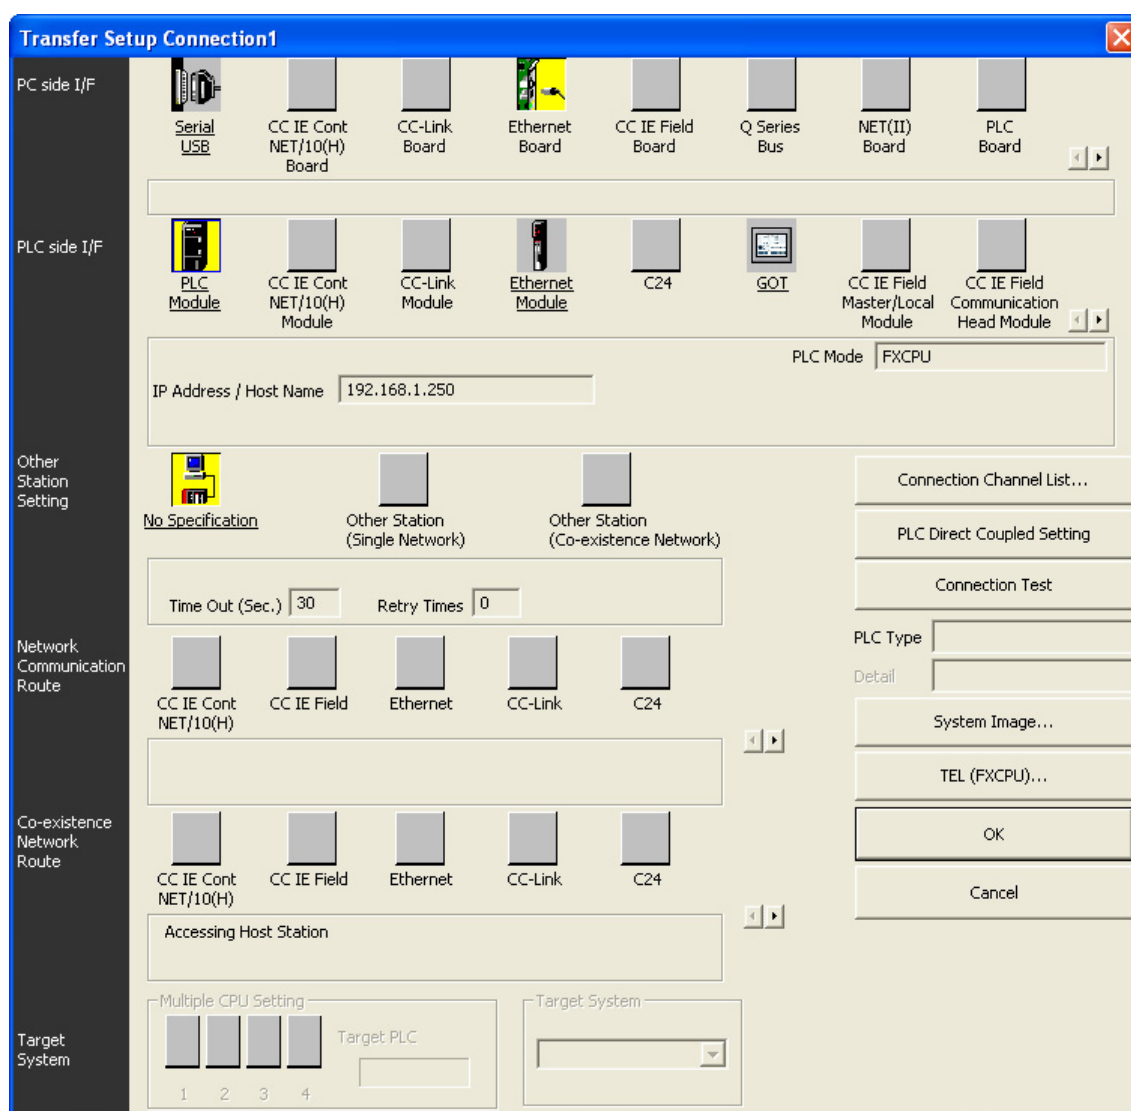 Transfer Setup Connection1
PC side I/F
Serial
USB
CC IE Cont
NET/10(H)
Board
CC-Link
Board
Ethernet
Board
CC IE Field
Board
Q Series
Bus
NET(II)
Board
PLC
Board
PLC side I/F
PLC
Module
CC IE Cont
NET/10(H)
Module
CC-Link
Module
Ethernet
Module
C24
GOT
CC IE Field
Master/Local
Module
CC IE Field
Communication
Head Module
PLC Mode FXCPU
IP Address / Host Name 192.168.1.250
Other
Station
Setting
No Specification
Other Station
(Single Network)
Other Station
(Co-existence Network)
Time Out (Sec.) 30 Retry Times 0
Connection Channel List...
PLC Direct Coupled Setting
Connection Test
PLC Type
Detail
System Image...
TEL (FXCPU)...
OK
Cancel
Network
Communication
Route
CC IE Cont
NET/10(H)
CC IE Field
Ethernet
CC-Link
C24
Co-existence
Network
Route
CC IE Cont
NET/10(H)
CC IE Field
Ethernet
CC-Link
C24
Accessing Host Station
Target
System
Multiple CPU Setting
1 2 3 4
Target PLC
Target System